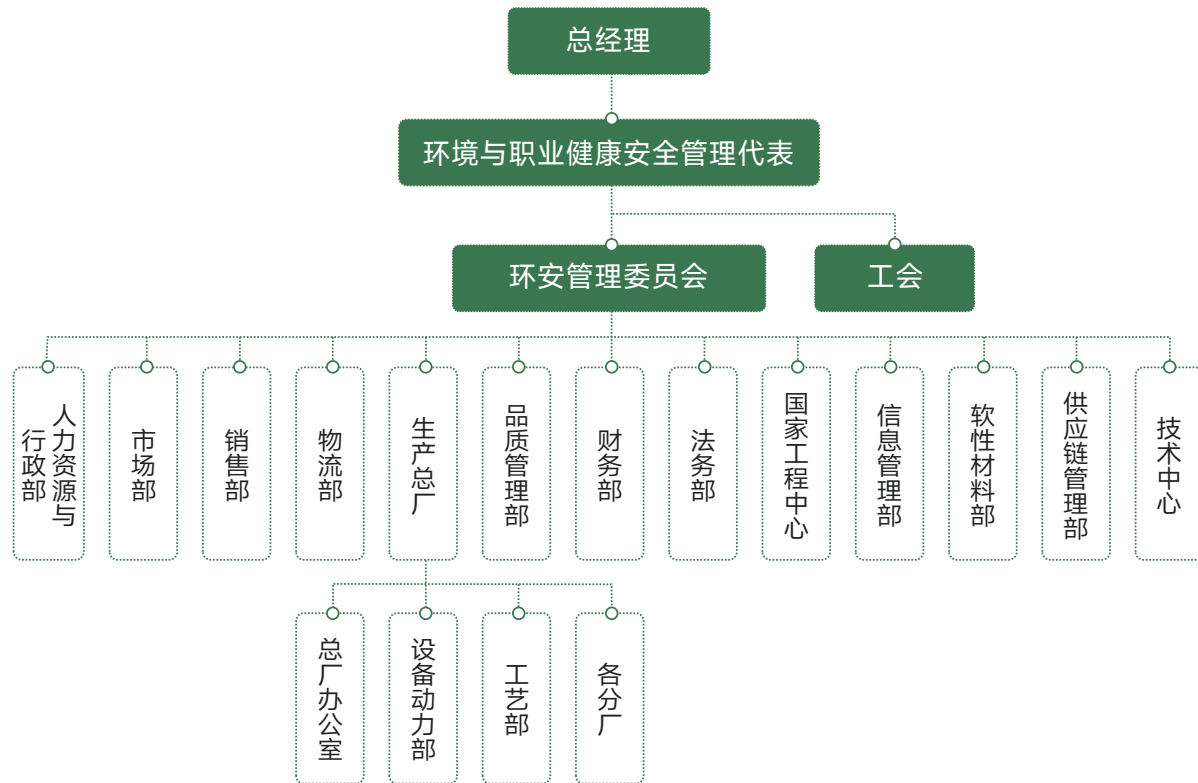 总经理
环境与职业健康安全管理代表
环安管理委员会
工会
人力资源与
行政部
市场部
销售部
物流部
生产总厂
品质管理部
财务部
法务部
国家工程中心
信息管理部
软性材料部
供应链管理部
技术中心
总厂办公室
设备动力部
工艺部
各分厂